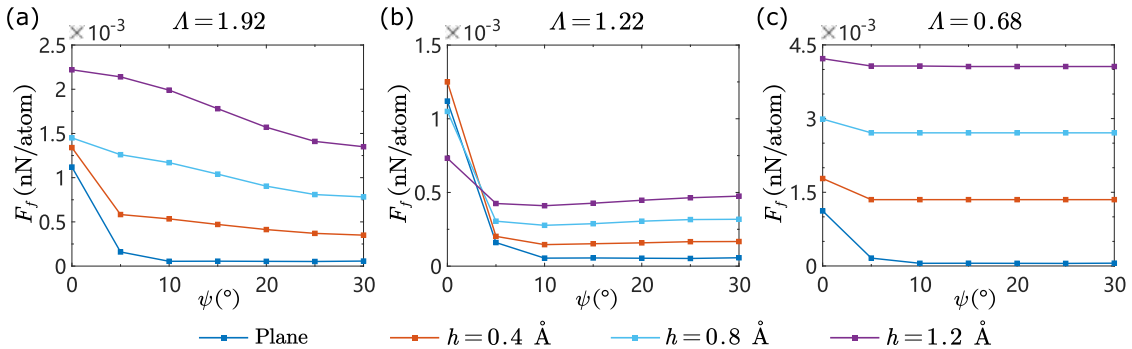 (a) Λ=1.92 (b) Λ=1.22 (c) Λ=0.68
×10⁻³ ×10⁻³ ×10⁻³
2.5 1.5 4.5
2
1.5 1 3
1
0.5 0.5 1.5
0 0 0
F_f (nN/atom) F_f (nN/atom) F_f (nN/atom)
0 10 20 30 0 10 20 30 0 10 20 30
ψ(°) ψ(°) ψ(°)
Plane h=0.4 Å h=0.8 Å h=1.2 Å